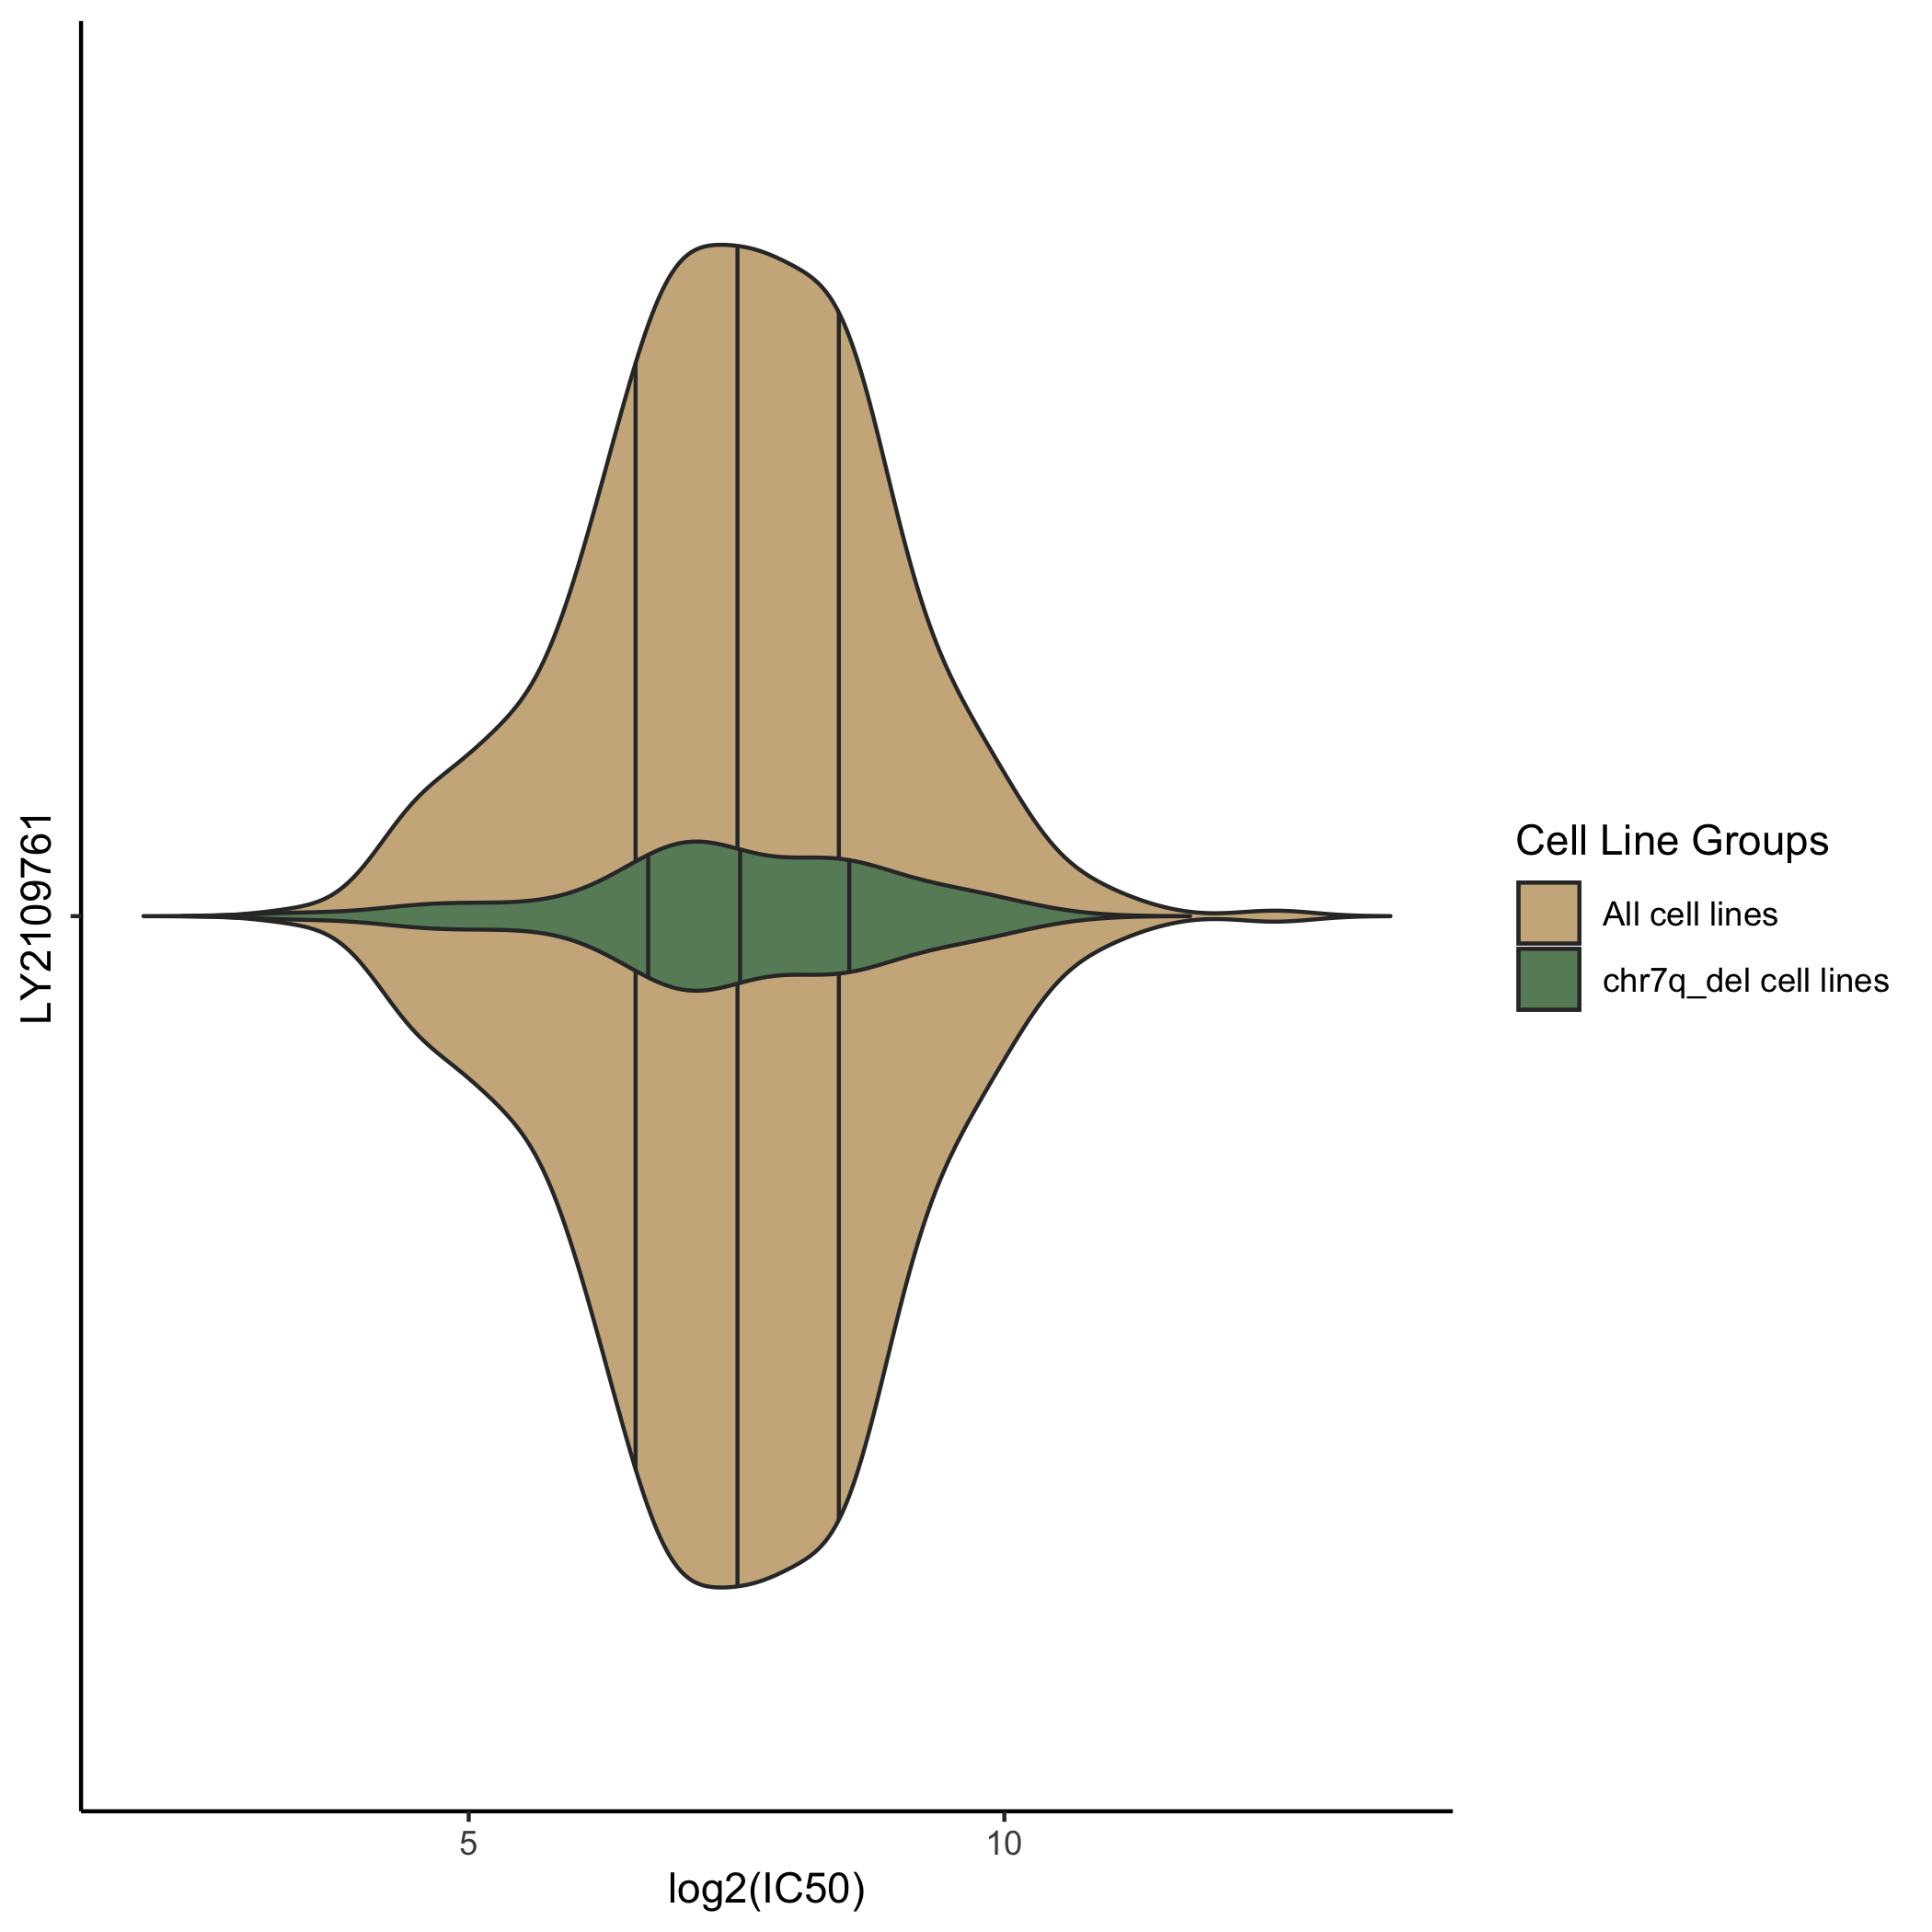 LY2109761
Cell Line Groups
All cell lines
chr7q_del cell lines
5
10
log2(IC50)